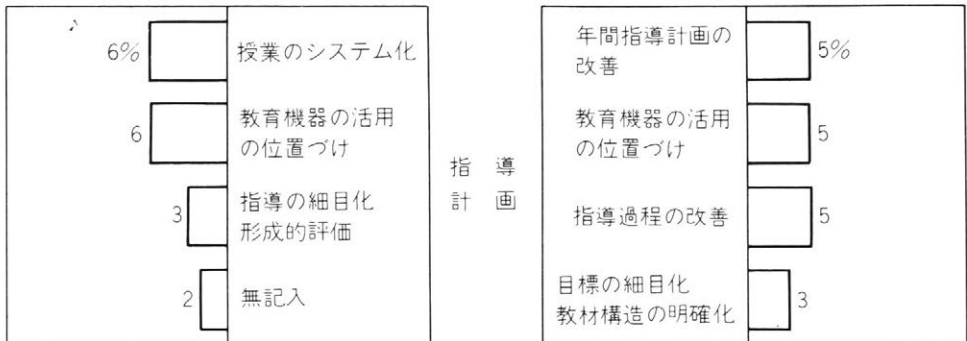 6%
授業のシステム化
6
教育機器の活用
の位置づけ
3
指導の細目化
形成的評価
2
無記入
指導
計画
年間指導計画の
改善
5%
教育機器の活用
の位置づけ
5
指導過程の改善
5
目標の細目化
教材構造の明確化
3